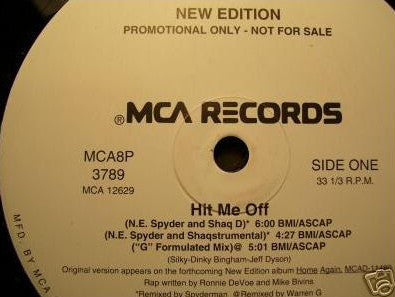 NEW EDITION
PROMOTIONAL ONLY - NOT FOR SALE
®MCA RECORDS
MCA8P
3789
MCA 12629
SIDE ONE
33 1/3 R.P.M.
Hit Me Off
(N.E. Spyder and Shaq D)* 6:00 BMI/ASCAP
(N.E. Spyder and Shaqstrumental)* 4:27 BMI/ASCAP
("G" Formulated Mix)@ 5:01 BMI/ASCAP
(Silky-Dinky Bingham-Jeff Dyson)
Original version appears on the forthcoming New Edition album Home Again, MCAD-11480
Rap written by Ronnie DeVoe and Mike Bivins
*Remixed by Spyderman. @Remixed by Warren G
MFD. BY MCA